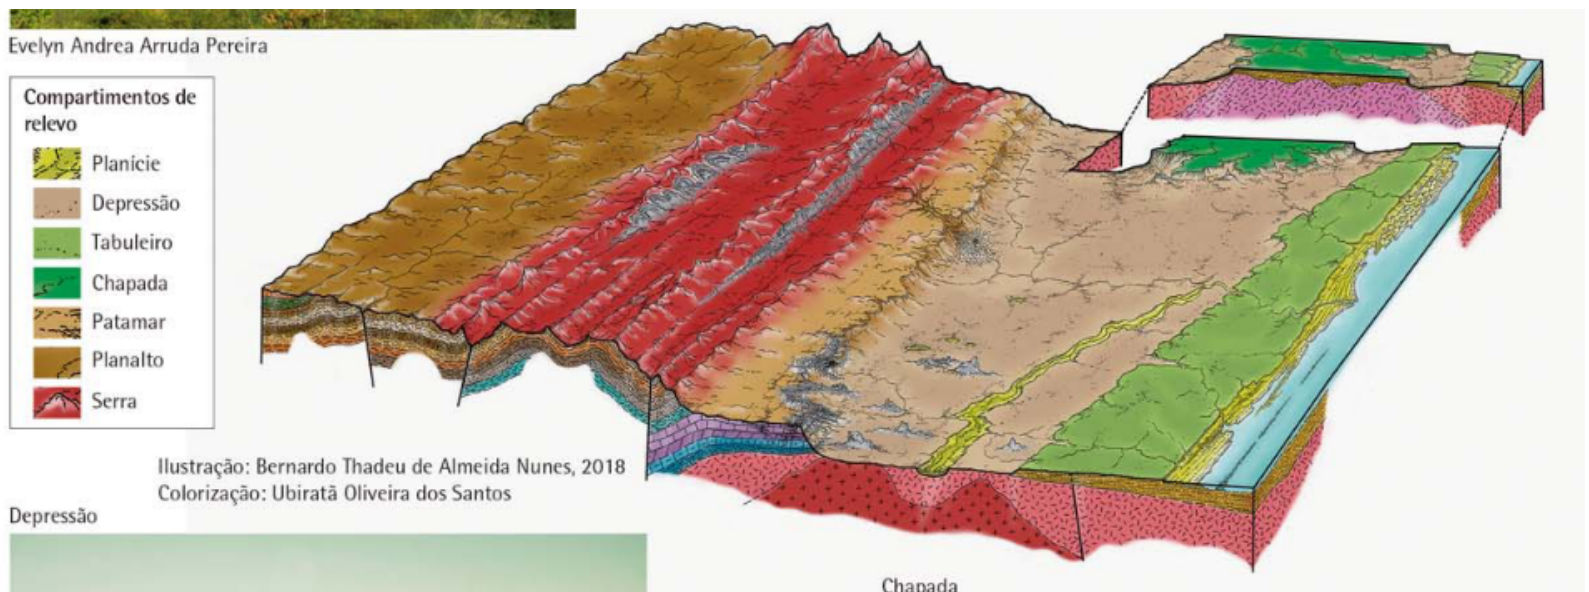 Evelyn Andrea Arruda Pereira
Compartimentos de
relevo
Planície
Depressão
Tabuleiro
Chapada
Patamar
Planalto
Serra
Ilustração: Bernardo Thadeu de Almeida Nunes, 2018
Colorização: Ubiratã Oliveira dos Santos
Depressão
Chapada